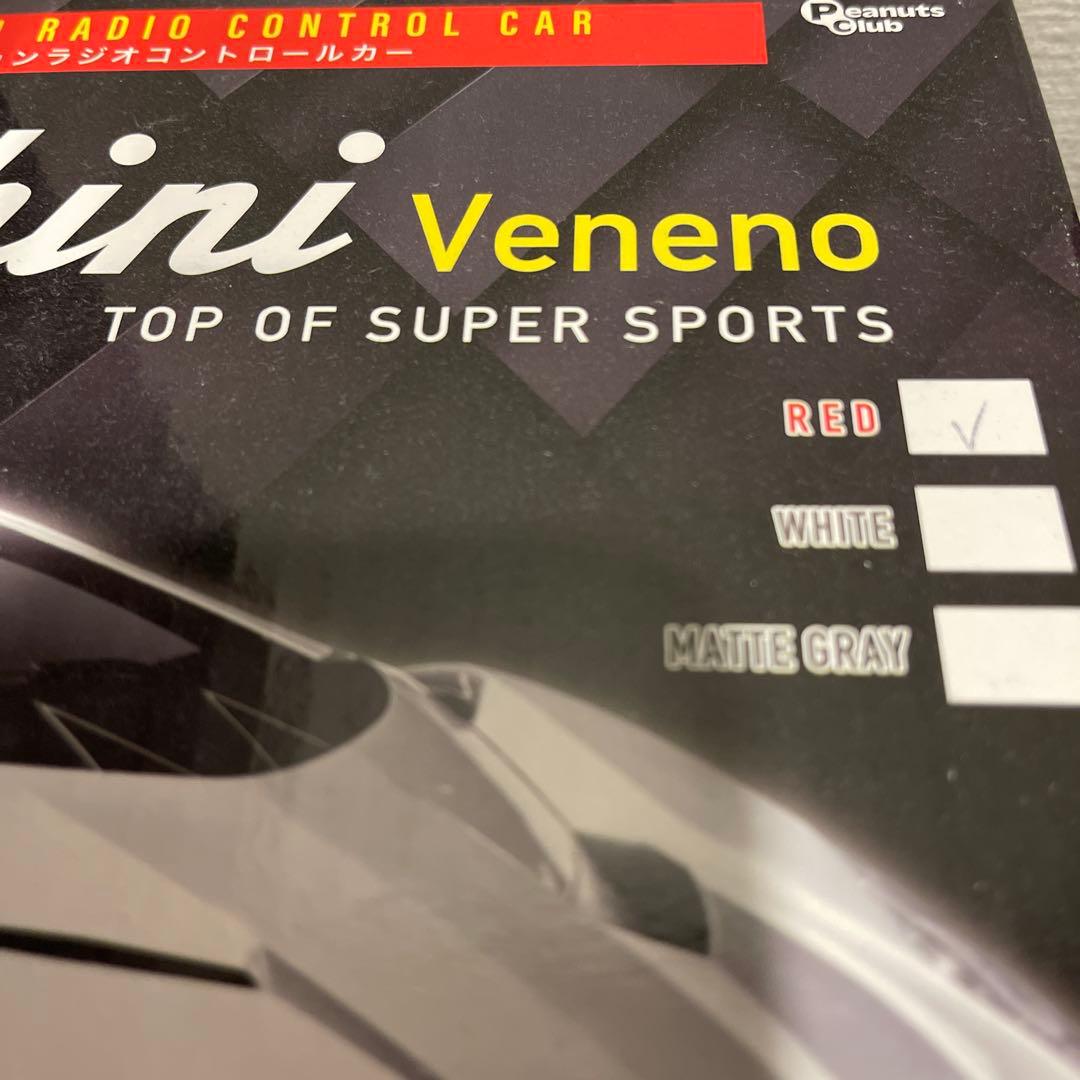 RADIO CONTROL CAR
ンラジオコントロールカー
Peanuts
Club
hini Veneno
TOP OF SUPER SPORTS
RED ✓
WHITE
MATTE GRAY